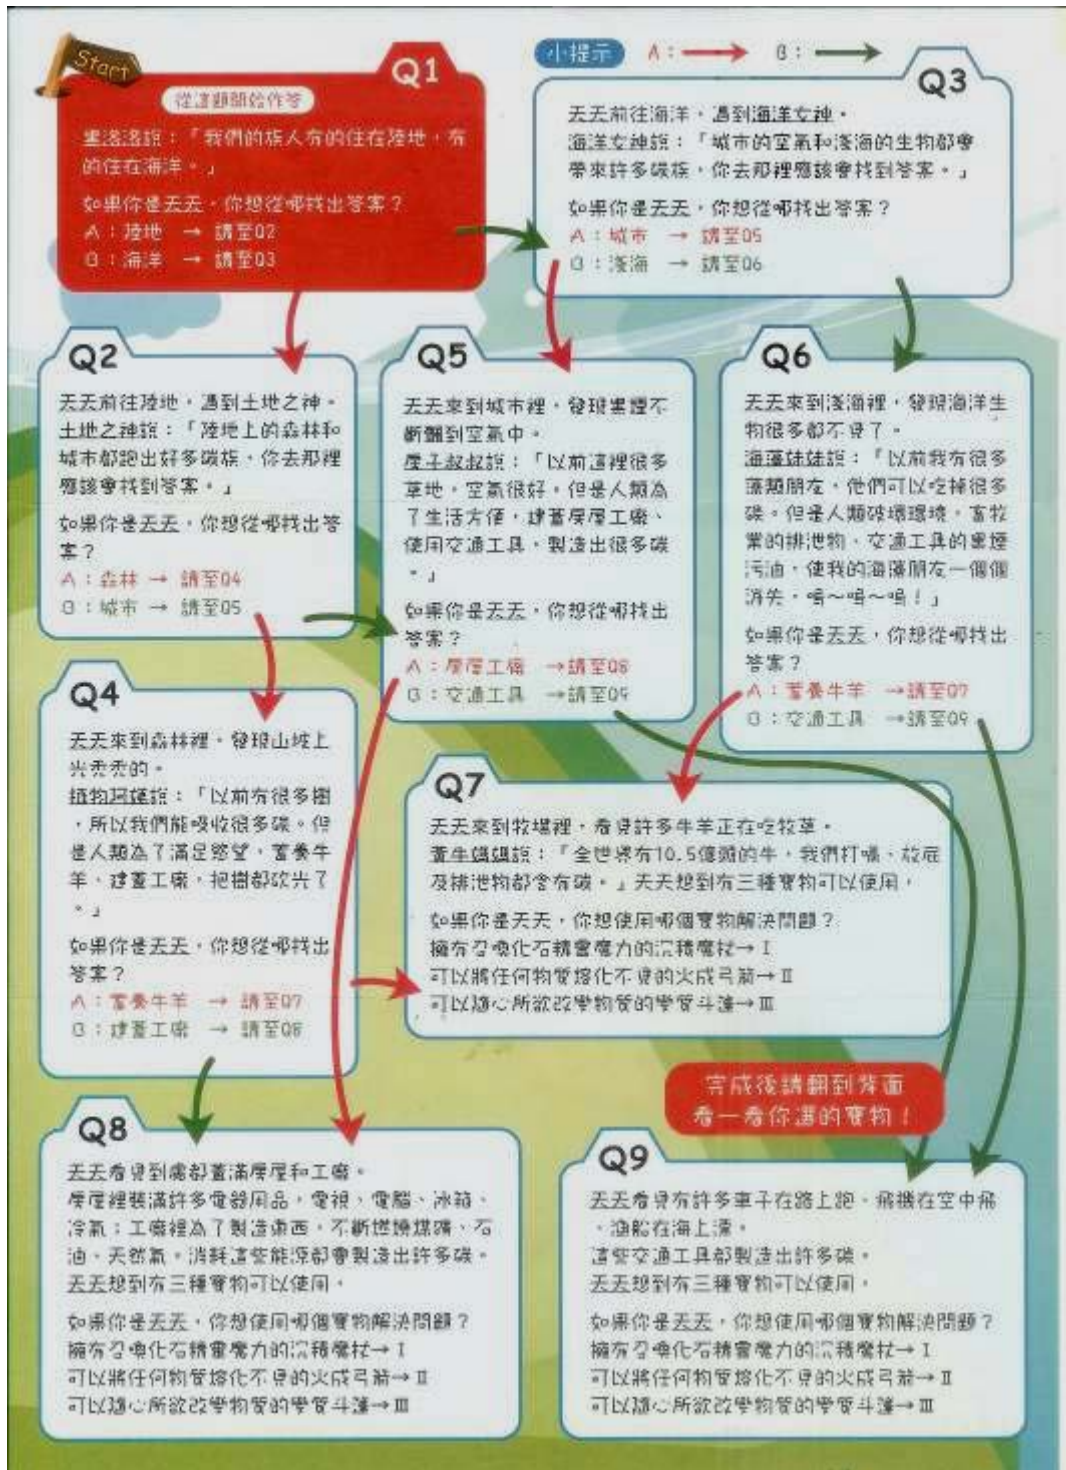 Start
Q1
從這題開始作答
墨洛洛說：「我們的族人有的住在陸地，有
的住在海洋。」
如果你是天天，你想從哪找出答案？
A：陸地 → 請至Q2
B：海洋 → 請至Q3
小提示 A： B：
Q3
天天前往海洋，遇到海洋女神。
海洋女神說：「城市的空氣和淺海的生物都會
帶來許多碳族，你去那裡應該會找到答案。」
如果你是天天，你想從哪找出答案？
A：城市 → 請至Q5
B：淺海 → 請至Q6
Q2
天天前往陸地，遇到土地之神。
土地之神說：「陸地上的森林和
城市都跑出好多碳族，你去那裡
應該會找到答案。」
如果你是天天，你想從哪找出答
案？
A：森林 → 請至Q4
B：城市 → 請至Q5
Q5
天天來到城市裡，發現黑煙不
斷飄到空氣中。
房子叔叔說：「以前這裡很多
草地，空氣很好。但是人類為
了生活方便，建蓋房屋工廠、
使用交通工具，製造出很多碳
。」
如果你是天天，你想從哪找出
答案？
A：房屋工廠 →請至Q8
B：交通工具 →請至Q9
Q6
天天來到淺海裡，發現海洋生
物很多都不見了。
海藻妹妹說：「以前我有很多
藻類朋友，他們可以吃掉很多
碳。但是人類破壞環境，畜牧
業的排泄物、交通工具的黑煙
污油，使我的海藻朋友一個個
消失，嗚～嗚～嗚！」
如果你是天天，你想從哪找出
答案？
A：蓄養牛羊 →請至Q7
B：交通工具 →請至Q9
Q4
天天來到森林裡，發現山坡上
光禿禿的。
植物阿嬤說：「以前有很多樹
，所以我們能吸收很多碳。但
是人類為了滿足慾望，蓄養牛
羊、建蓋工廠，把樹都砍光了
。」
如果你是天天，你想從哪找出
答案？
A：蓄養牛羊 → 請至Q7
B：建蓋工廠 → 請至Q8
Q7
天天來到牧場裡，看見許多牛羊正在吃牧草。
黃牛媽媽說：「全世界有10.5億頭的牛，我們打嗝、放屁
及排泄物都含有碳。」天天想到有三種寶物可以使用，
如果你是天天，你想使用哪個寶物解決問題？
擁有召喚化石精靈魔力的沉積魔杖→Ⅰ
可以將任何物質熔化不見的火成弓箭→Ⅱ
可以隨心所欲改變物質的變質斗篷→Ⅲ
完成後請翻到背面
看一看你選的寶物！
Q8
天天看見到處都蓋滿房屋和工廠。
房屋裡裝滿許多電器用品，電視、電腦、冰箱、
冷氣；工廠裡為了製造東西，不斷燃燒煤礦、石
油、天然氣。消耗這些能源都會製造出許多碳。
天天想到有三種寶物可以使用，
如果你是天天，你想使用哪個寶物解決問題？
擁有召喚化石精靈魔力的沉積魔杖→Ⅰ
可以將任何物質熔化不見的火成弓箭→Ⅱ
可以隨心所欲改變物質的變質斗篷→Ⅲ
Q9
天天看見有許多車子在路上跑，飛機在空中飛
，漁船在海上漂。
這些交通工具都製造出許多碳。
天天想到有三種寶物可以使用，
如果你是天天，你想使用哪個寶物解決問題？
擁有召喚化石精靈魔力的沉積魔杖→Ⅰ
可以將任何物質熔化不見的火成弓箭→Ⅱ
可以隨心所欲改變物質的變質斗篷→Ⅲ